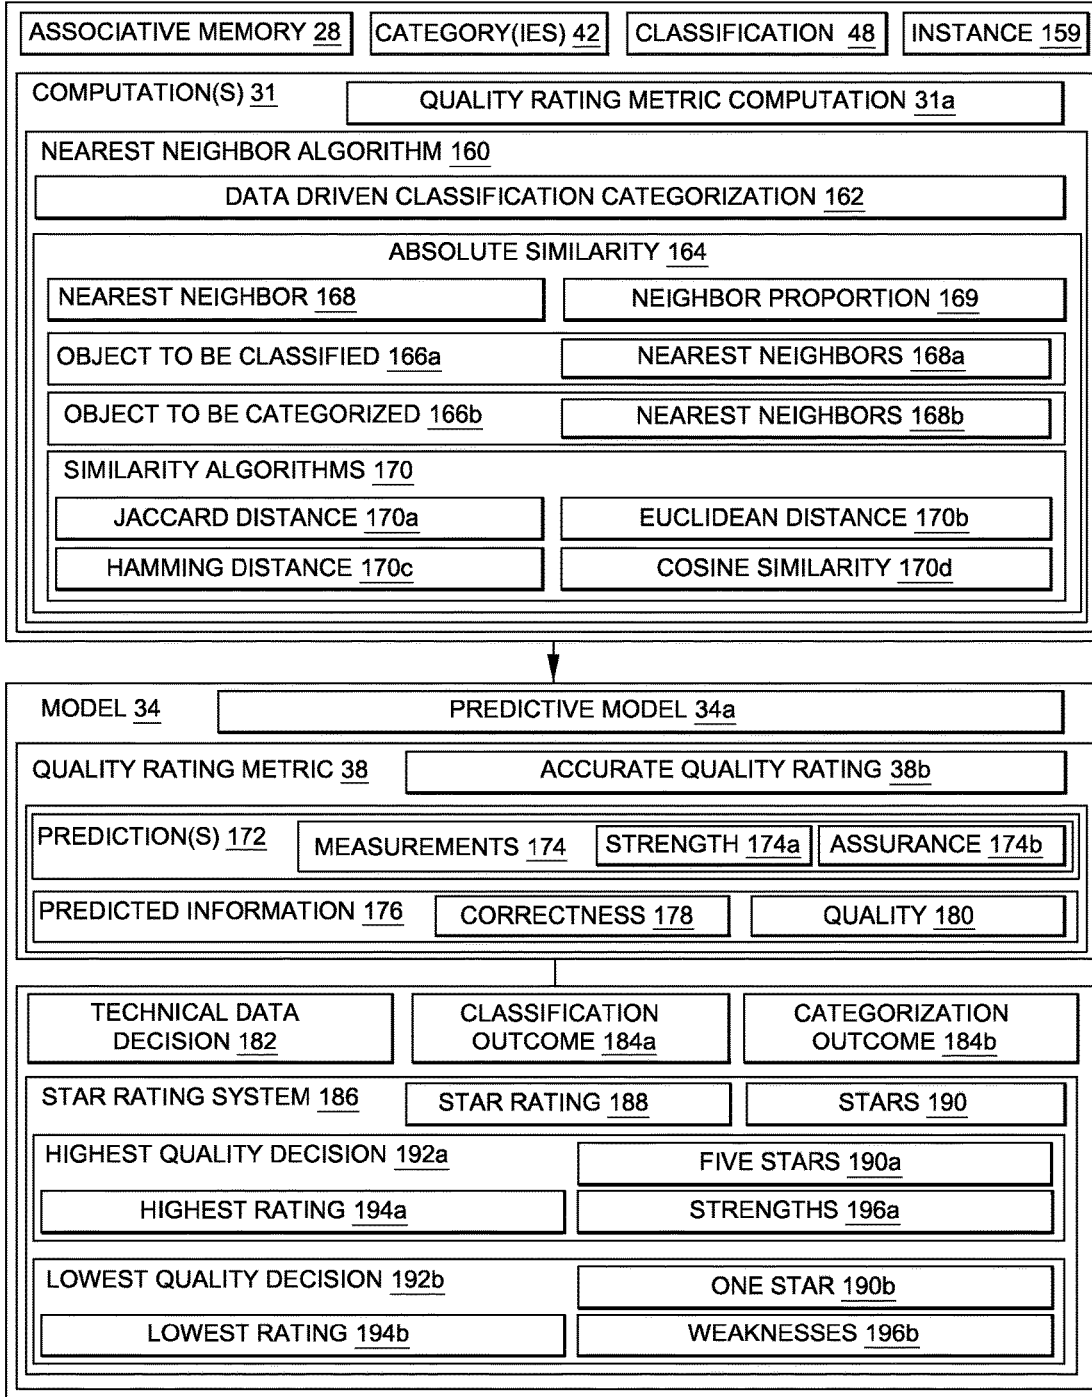 ASSOCIATIVE MEMORY 28
CATEGORY(IES) 42
CLASSIFICATION 48
INSTANCE 159
COMPUTATION(S) 31
QUALITY RATING METRIC COMPUTATION 31a
NEAREST NEIGHBOR ALGORITHM 160
DATA DRIVEN CLASSIFICATION CATEGORIZATION 162
ABSOLUTE SIMILARITY 164
NEAREST NEIGHBOR 168
NEIGHBOR PROPORTION 169
OBJECT TO BE CLASSIFIED 166a
NEAREST NEIGHBORS 168a
OBJECT TO BE CATEGORIZED 166b
NEAREST NEIGHBORS 168b
SIMILARITY ALGORITHMS 170
JACCARD DISTANCE 170a
EUCLIDEAN DISTANCE 170b
HAMMING DISTANCE 170c
COSINE SIMILARITY 170d
MODEL 34
PREDICTIVE MODEL 34a
QUALITY RATING METRIC 38
ACCURATE QUALITY RATING 38b
PREDICTION(S) 172
MEASUREMENTS 174
STRENGTH 174a
ASSURANCE 174b
PREDICTED INFORMATION 176
CORRECTNESS 178
QUALITY 180
TECHNICAL DATA
DECISION 182
CLASSIFICATION
OUTCOME 184a
CATEGORIZATION
OUTCOME 184b
STAR RATING SYSTEM 186
STAR RATING 188
STARS 190
HIGHEST QUALITY DECISION 192a
FIVE STARS 190a
HIGHEST RATING 194a
STRENGTHS 196a
LOWEST QUALITY DECISION 192b
ONE STAR 190b
LOWEST RATING 194b
WEAKNESSES 196b